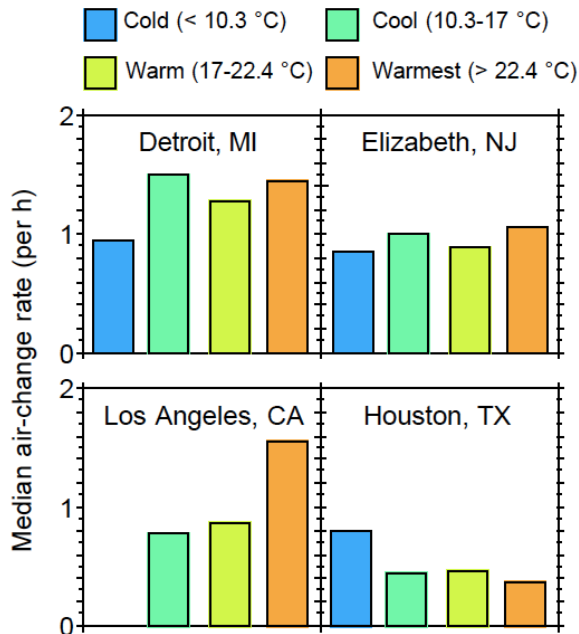 Cold (< 10.3 °C) Cool (10.3-17 °C)
Warm (17-22.4 °C) Warmest (> 22.4 °C)
Median air-change rate (per h)
2
Detroit, MI Elizabeth, NJ
1
0
2
Los Angeles, CA Houston, TX
1
0